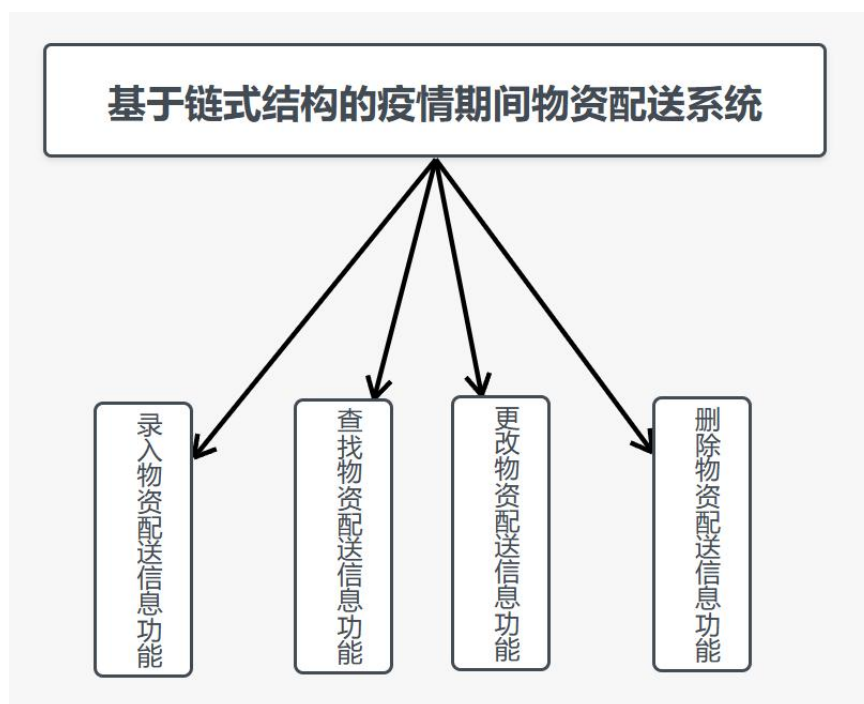 基于链式结构的疫情期间物资配送系统
录入物资配送信息功能
查找物资配送信息功能
更改物资配送信息功能
删除物资配送信息功能